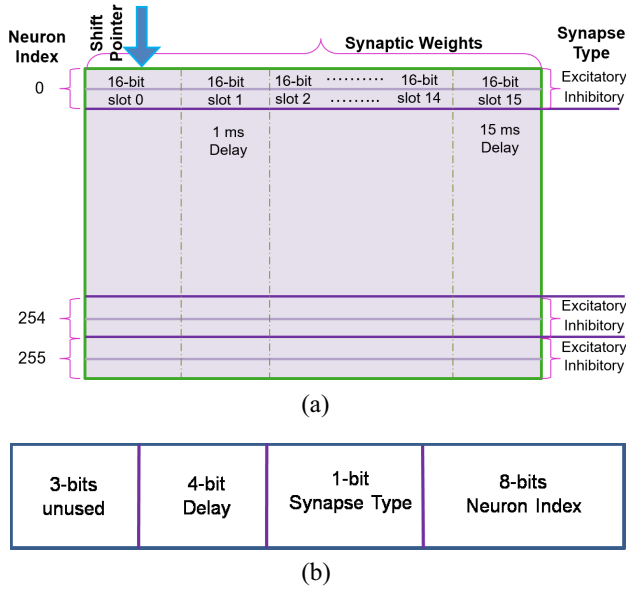 Neuron
Index
Shift
Pointer
Synaptic Weights
Synapse
Type
0
16-bit 16-bit 16-bit ·········· 16-bit 16-bit
Excitatory
slot 0 slot 1 slot 2 ......... slot 14 slot 15
Inhibitory
1 ms
Delay
15 ms
Delay
254
Excitatory
Inhibitory
255
Excitatory
Inhibitory
(a)
3-bits
unused
4-bit
Delay
1-bit
Synapse Type
8-bits
Neuron Index
(b)